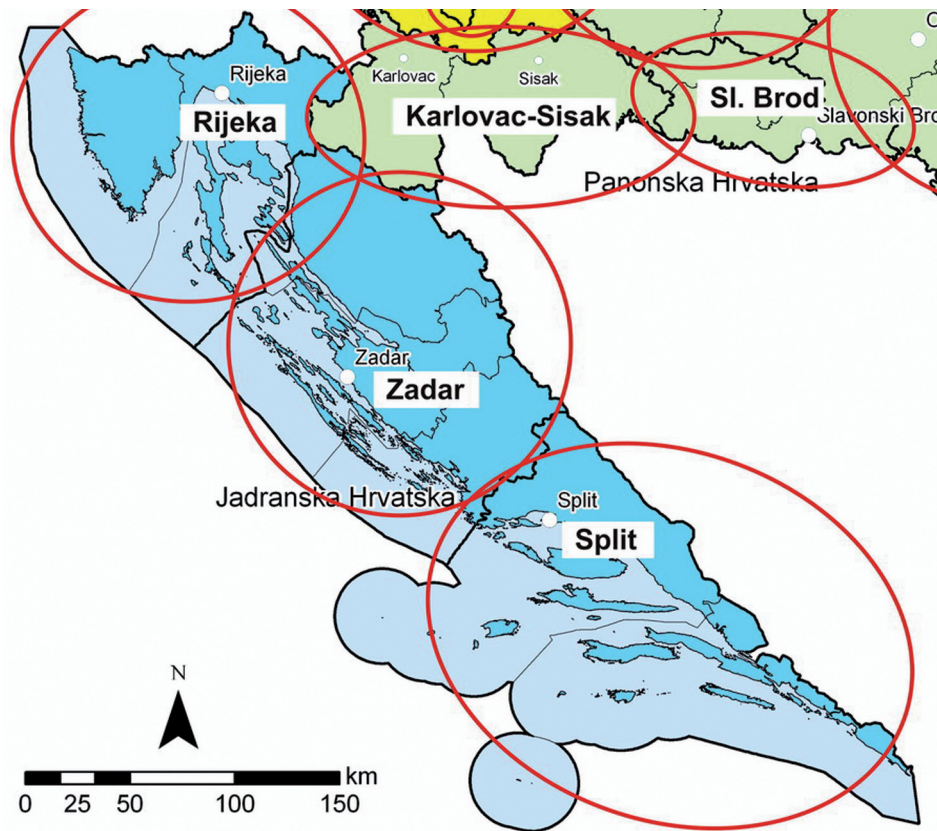 Rijeka
Rijeka
Karlovac
Sisak
Karlovac-Sisak
Sl. Brod
Slavonski Bro
Panonska Hrvatska
Zadar
Zadar
Jadranska Hrvatska
Split
Split
N
km
0 25 50 100 150